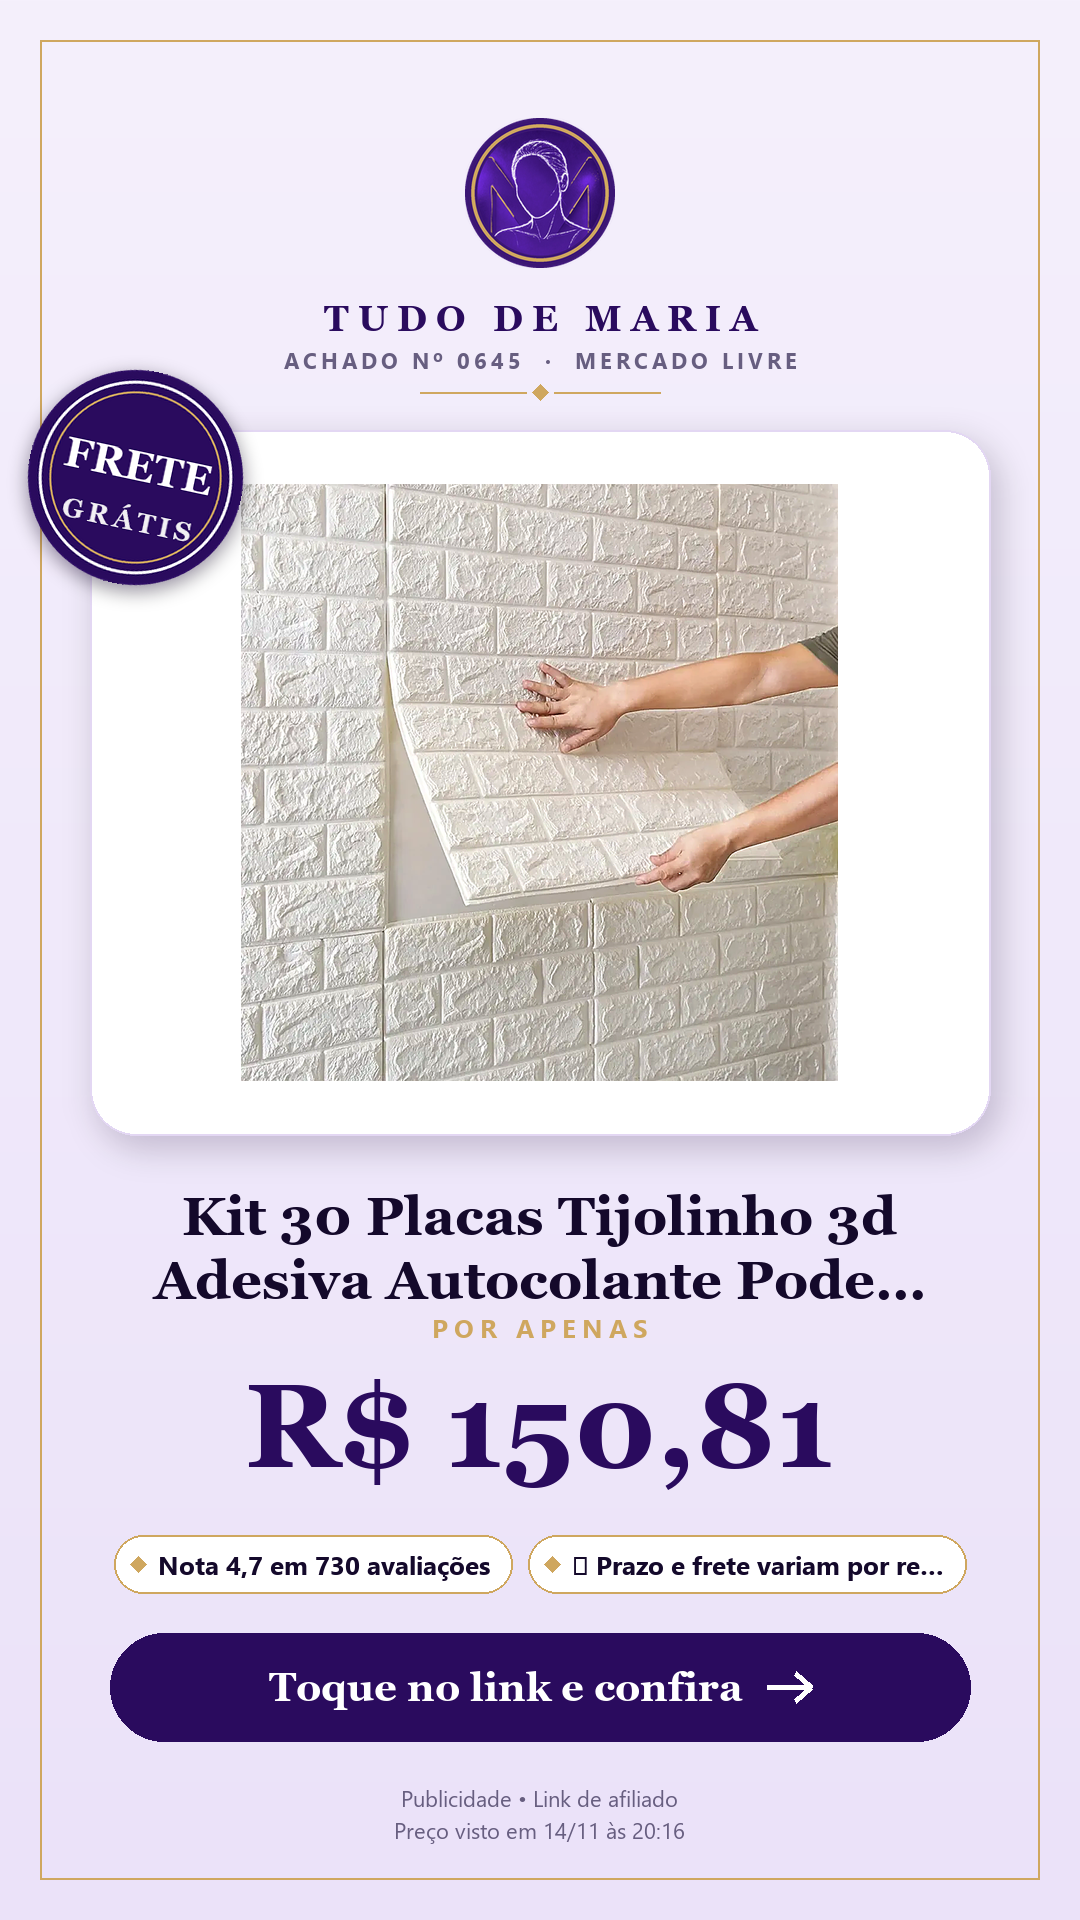 TUDO DE MARIA
ACHADO Nº 0645 · MERCADO LIVRE
FRETE
GRÁTIS
Kit 30 Placas Tijolinho 3d
Adesiva Autocolante Pode...
POR APENAS
R$ 150,81
Nota 4,7 em 730 avaliações
Prazo e frete variam por re...
Toque no link e confira →
Publicidade • Link de afiliado
Preço visto em 14/11 às 20:16